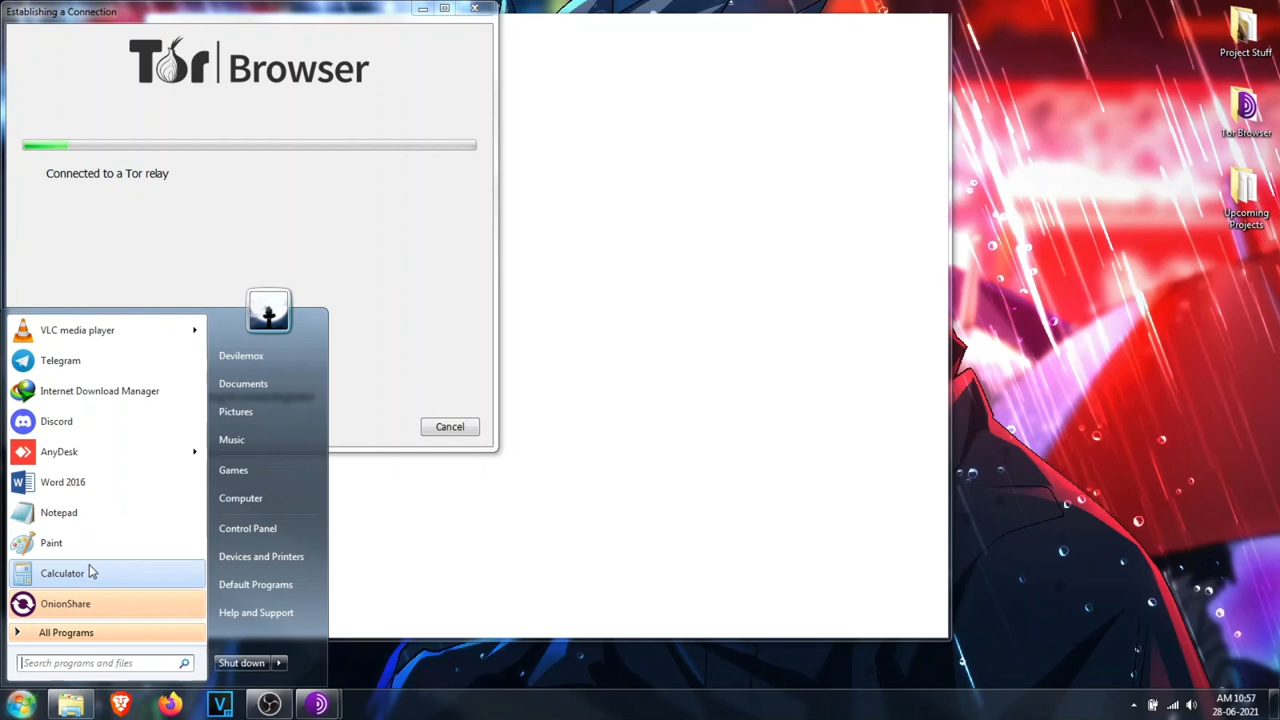 Establishing a Connection
Tor Browser
Connected to a Tor relay
Cancel
VLC media player
Telegram
Internet Download Manager
Discord
AnyDesk
Word 2016
Notepad
Paint
Calculator
OnionShare
All Programs
Search programs and files
Devilemox
Documents
Pictures
Music
Games
Computer
Control Panel
Devices and Printers
Default Programs
Help and Support
Shut down
Project Stuff
Tor Browser
Upcoming
Projects
AM 10:57
28-06-2021